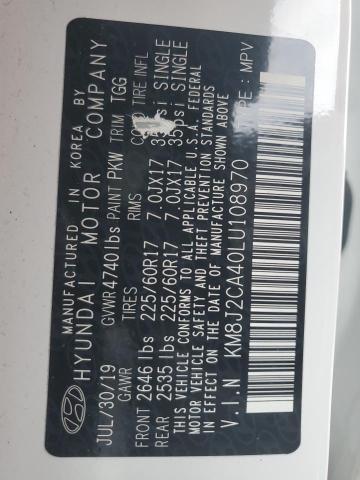 MANUFACTURED IN KOREA BY
HYUNDAI MOTOR COMPANY
JUL/30/19 GVWR 4740 lbs PAINT PKW TRIM TGG
GAWR TIRES RIMS COLD TIRE INFL
FRONT 2646 lbs 225/60R17 7.0JX17 psi SINGLE
REAR 2535 lbs 225/60R17 7.0JX17 35 psi SINGLE
THIS VEHICLE CONFORMS TO ALL APPLICABLE U.S.A. FEDERAL
MOTOR VEHICLE SAFETY AND THEFT PREVENTION STANDARDS
IN EFFECT ON THE DATE OF MANUFACTURE SHOWN ABOVE
V.I.N KM8J2CA40LU108970 TYPE: MPV